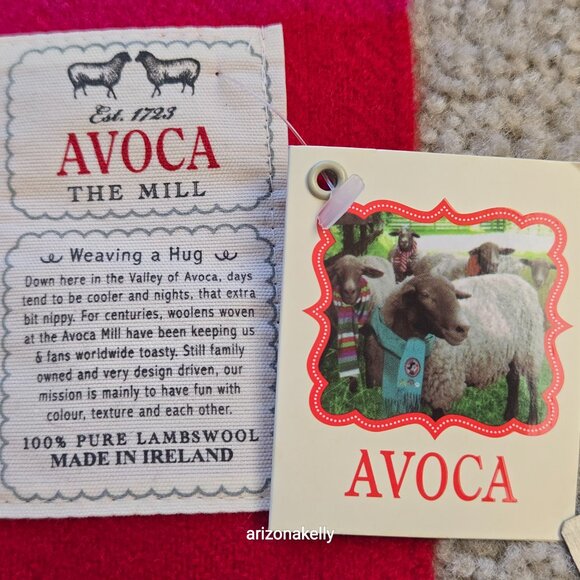 Est. 1723
AVOCA
THE MILL
Weaving a Hug
Down here in the Valley of Avoca, days
tend to be cooler and nights, that extra
bit nippy. For centuries, woolens woven
at the Avoca Mill have been keeping us
& fans worldwide toasty. Still family
owned and very design driven, our
mission is mainly to have fun with
colour, texture and each other.
100% PURE LAMBSWOOL
MADE IN IRELAND
AVOCA
arizonakelly